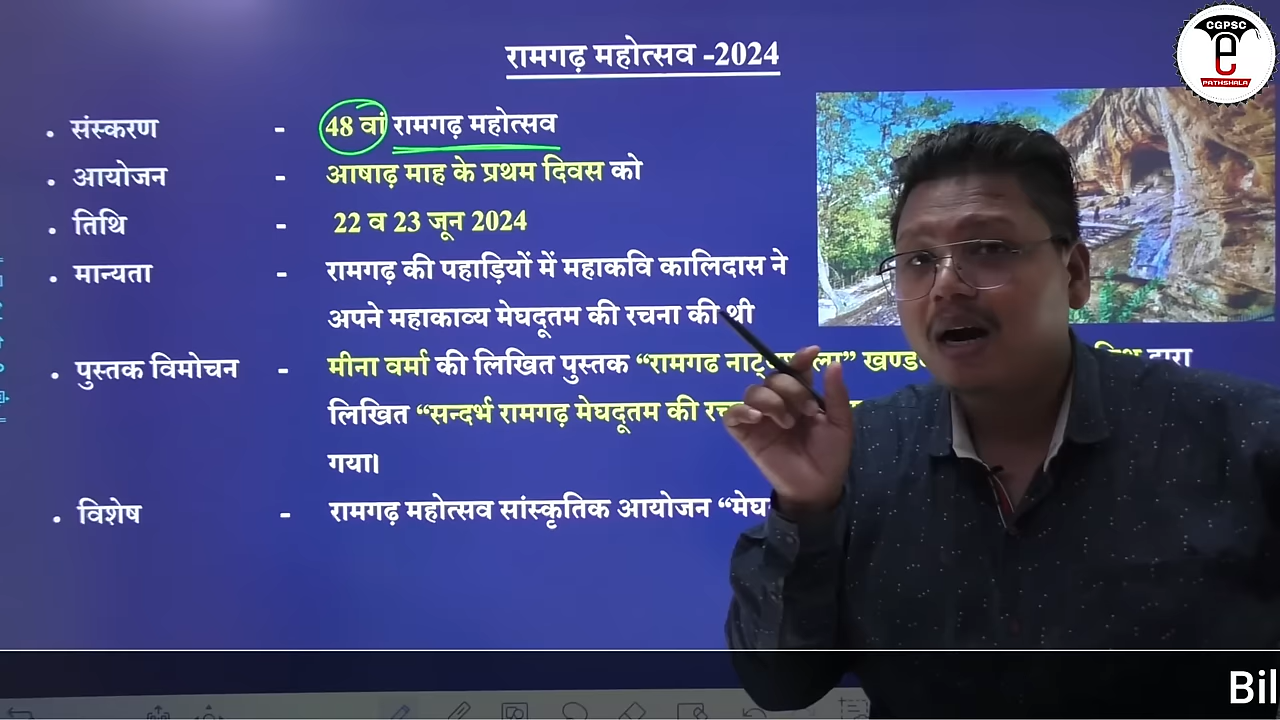 CGPSC
e
PATHSHALA
रामगढ़ महोत्सव -2024
• संस्करण - 48 वां रामगढ़ महोत्सव
• आयोजन - आषाढ़ माह के प्रथम दिवस को
• तिथि - 22 व 23 जून 2024
• मान्यता - रामगढ़ की पहाड़ियों में महाकवि कालिदास ने
अपने महाकाव्य मेघदूतम की रचना की थी
• पुस्तक विमोचन - मीना वर्मा की लिखित पुस्तक “रामगढ द्वारा
लिखित “सन्दर्भ रामगढ़ मेघदूतम की
गया।
• विशेष - रामगढ़ महोत्सव सांस्कृतिक आयोजन
Bil